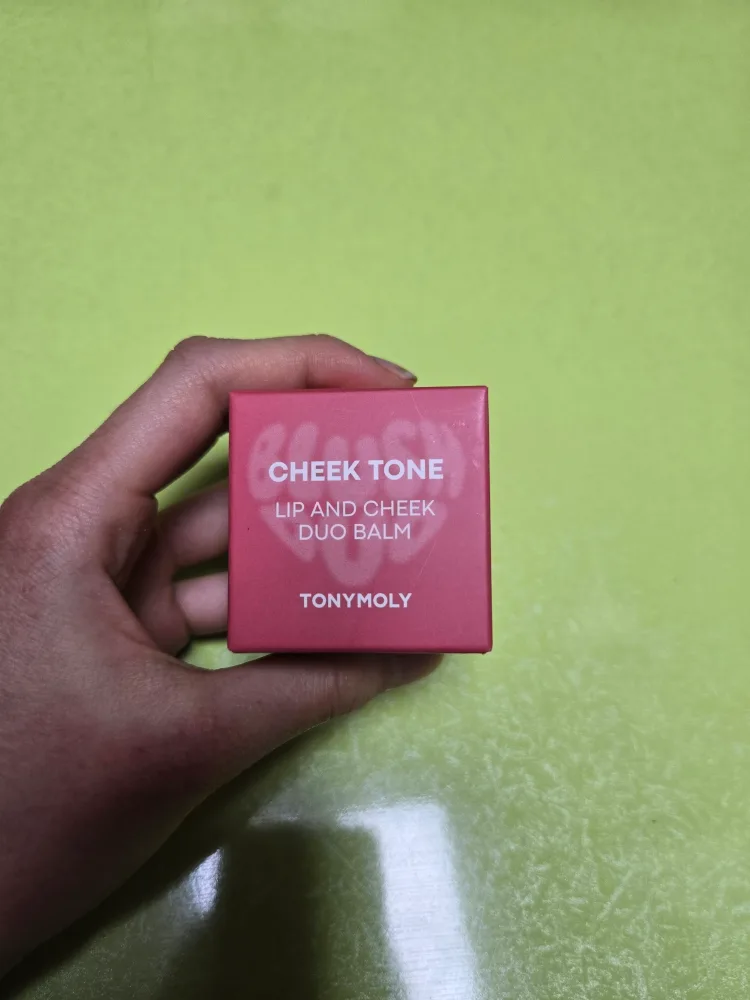 BLUSH
CHEEK TONE
LIP AND CHEEK
DUO BALM
TONYMOLY